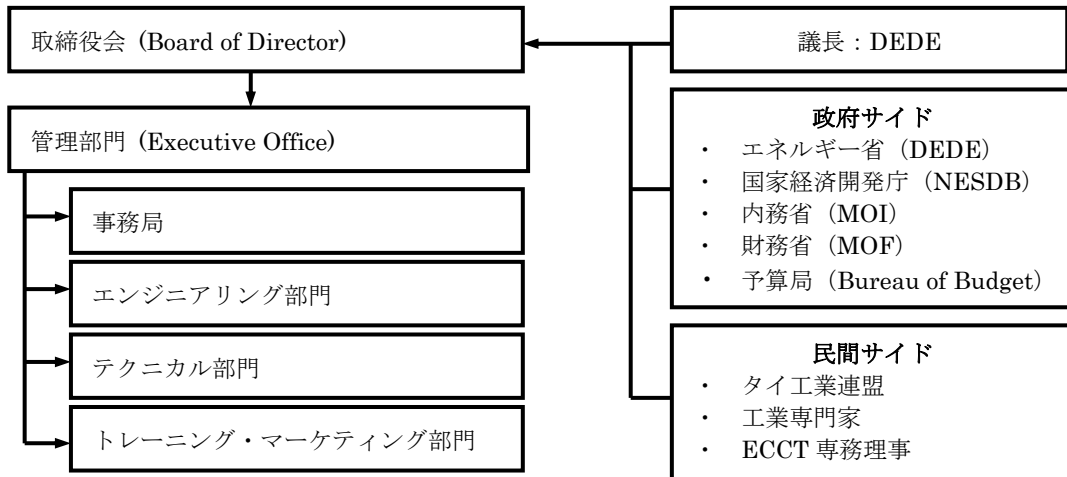 取締役会 (Board of Director)
管理部門 (Executive Office)
事務局
エンジニアリング部門
テクニカル部門
トレーニング・マーケティング部門
議長：DEDE
政府サイド
・ エネルギー省（DEDE）
・ 国家経済開発庁（NESDB）
・ 内務省（MOI）
・ 財務省（MOF）
・ 予算局（Bureau of Budget）
民間サイド
・ タイ工業連盟
・ 工業専門家
・ ECCT 専務理事